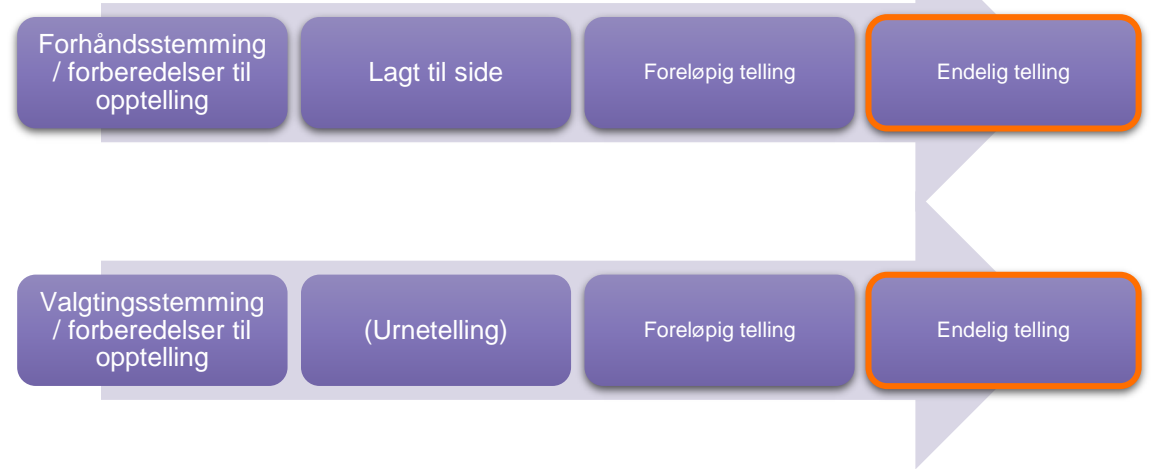 Forhåndsstemming
/ forberedelser til
opptelling
Lagt til side
Foreløpig telling
Endelig telling
Valgtingsstemming
/ forberedelser til
opptelling
(Urnetelling)
Foreløpig telling
Endelig telling